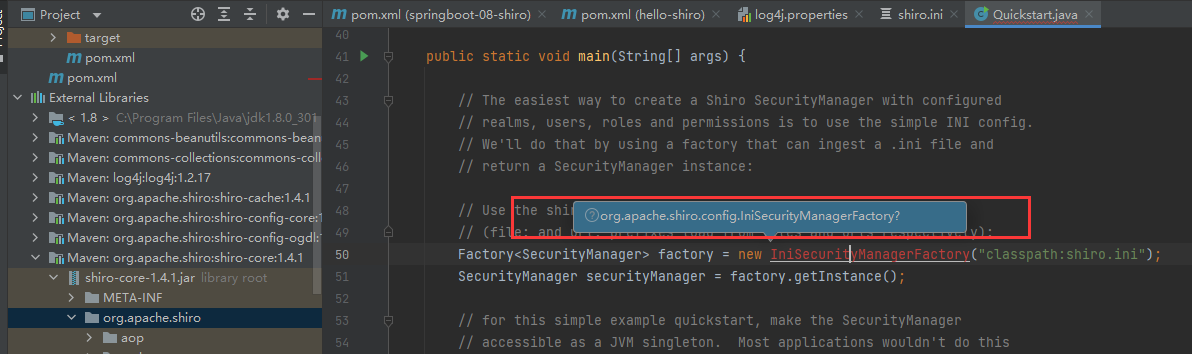 Project
pom.xml (springboot-08-shiro)
pom.xml (hello-shiro)
log4j.properties
shiro.ini
Quickstart.java
target
pom.xml
pom.xml
External Libraries
< 1.8 > C:\Program Files\Java\jdk1.8.0_301
Maven: commons-beanutils:commons-bean
Maven: commons-collections:commons-coll
Maven: log4j:log4j:1.2.17
Maven: org.apache.shiro:shiro-cache:1.4.1
Maven: org.apache.shiro:shiro-config-core:1
Maven: org.apache.shiro:shiro-config-ogdl:1
Maven: org.apache.shiro:shiro-core:1.4.1
shiro-core-1.4.1.jar library root
META-INF
org.apache.shiro
aop
40
41 public static void main(String[] args) {
42
43 // The easiest way to create a Shiro SecurityManager with configured
44 // realms, users, roles and permissions is to use the simple INI config.
45 // We'll do that by using a factory that can ingest a .ini file and
46 // return a SecurityManager instance:
47
48 // Use the shi
org.apache.shiro.config.IniSecurityManagerFactory?
49
50 Factory<SecurityManager> factory = new IniSecurityManagerFactory("classpath:shiro.ini");
51 SecurityManager securityManager = factory.getInstance();
52
53 // for this simple example quickstart, make the SecurityManager
54 // accessible as a JVM singleton. Most applications wouldn't do this